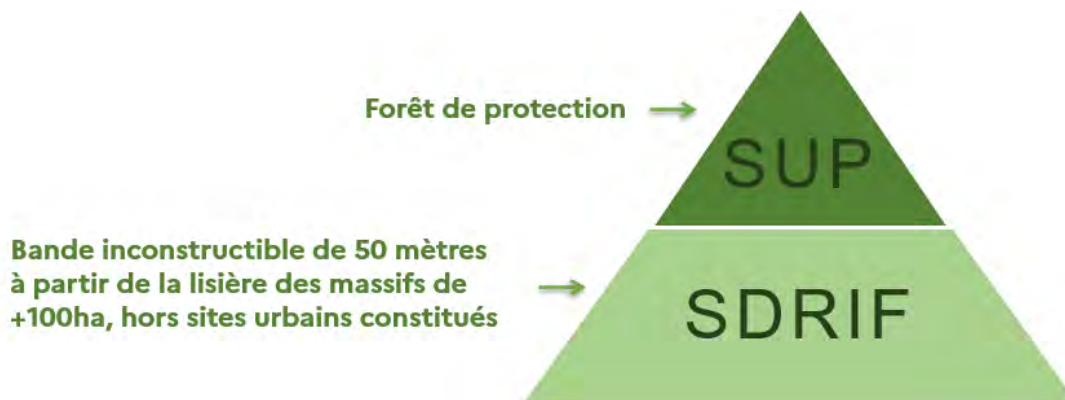 Forêt de protection
SUP
Bande inconstructible de 50 mètres
à partir de la lisière des massifs de
+100ha, hors sites urbains constitués
SDRIF